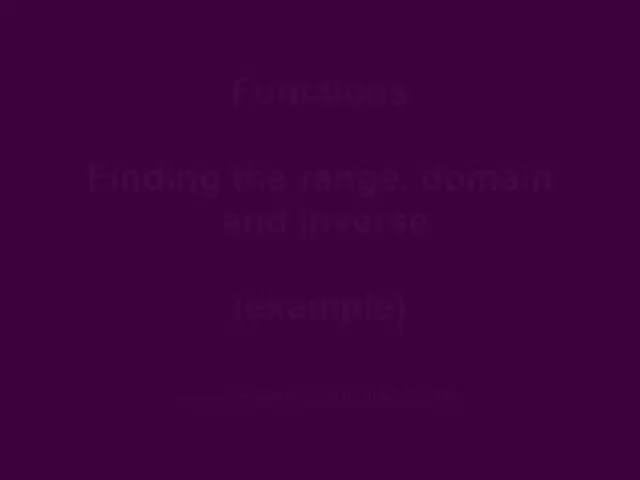 Functions
Finding the range, domain
and inverse
(example)